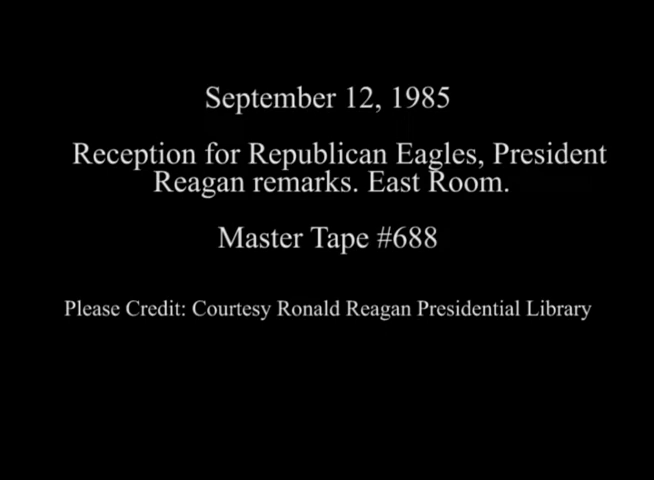 September 12, 1985
Reception for Republican Eagles, President
Reagan remarks. East Room.
Master Tape #688
Please Credit: Courtesy Ronald Reagan Presidential Library